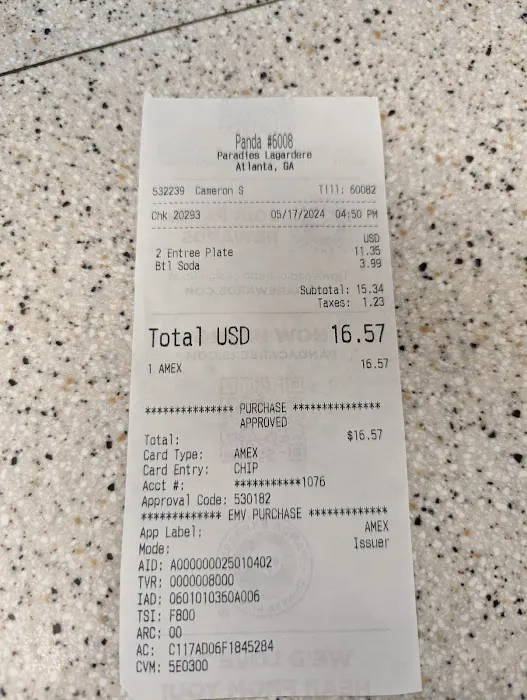 Panda #6008
Paradies Lagardere
Atlanta, GA
532239 Cameron S Till: 60082
Chk 20293 05/17/2024 04:50 PM
USD
2 Entree Plate 11.35
Btl Soda 3.99
Subtotal: 15.34
Taxes: 1.23
Total USD 16.57
1 AMEX 16.57
*************** PURCHASE ***************
APPROVED
Total: $16.57
Card Type: AMEX
Card Entry: CHIP
Acct #: ***********1076
Approval Code: 530182
************* EMV PURCHASE *************
App Label: AMEX
Mode: Issuer
AID: A000000025010402
TVR: 0000008000
IAD: 0601010360A006
TSI: F800
ARC: 00
AC: C117AD06F1845284
CVM: 5E0300